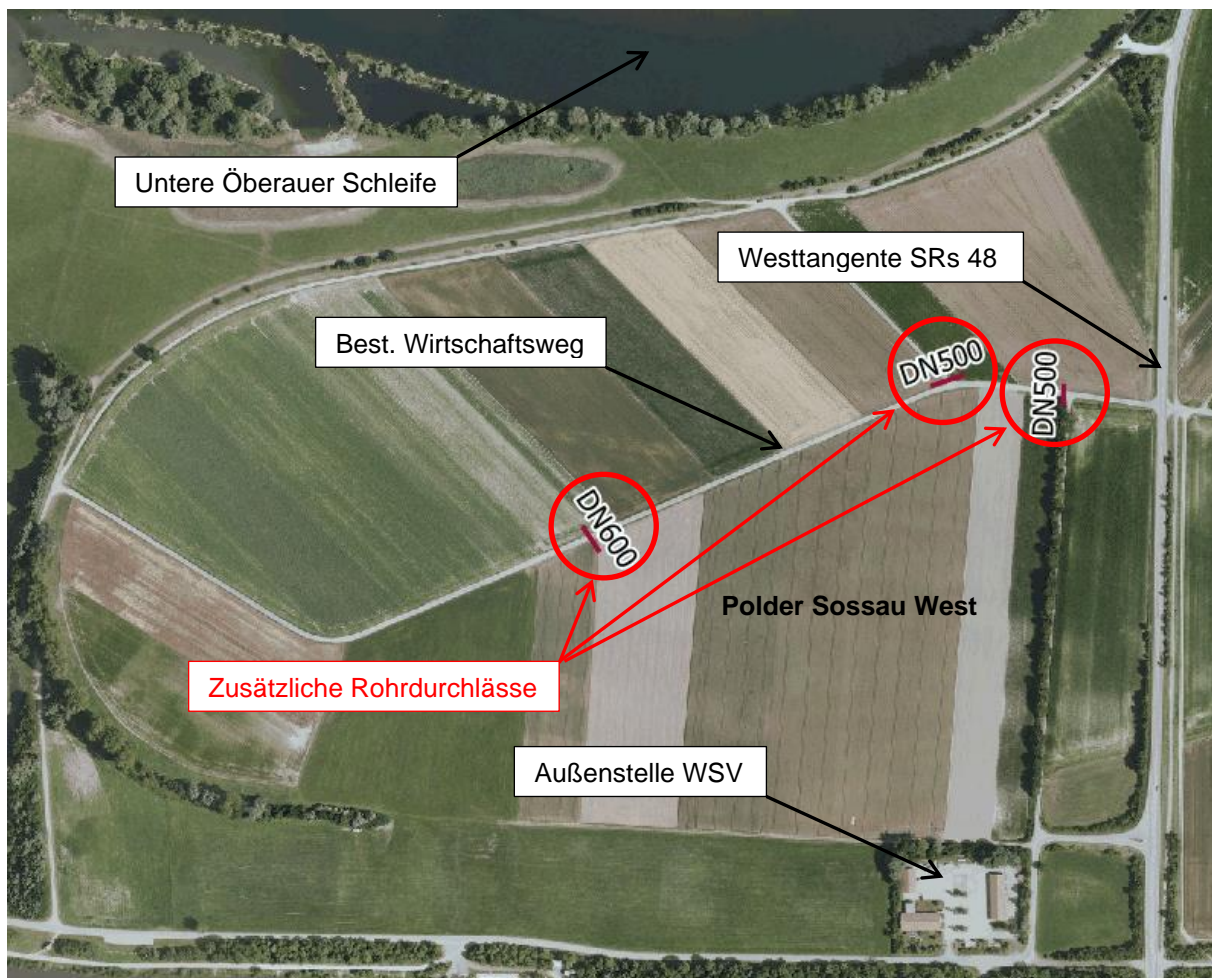 Untere Öberauer Schleife
Westtangente SRs 48
Best. Wirtschaftsweg
DN500
DN500
DN600
Polder Sossau West
Zusätzliche Rohrdurchlässe
Außenstelle WSV